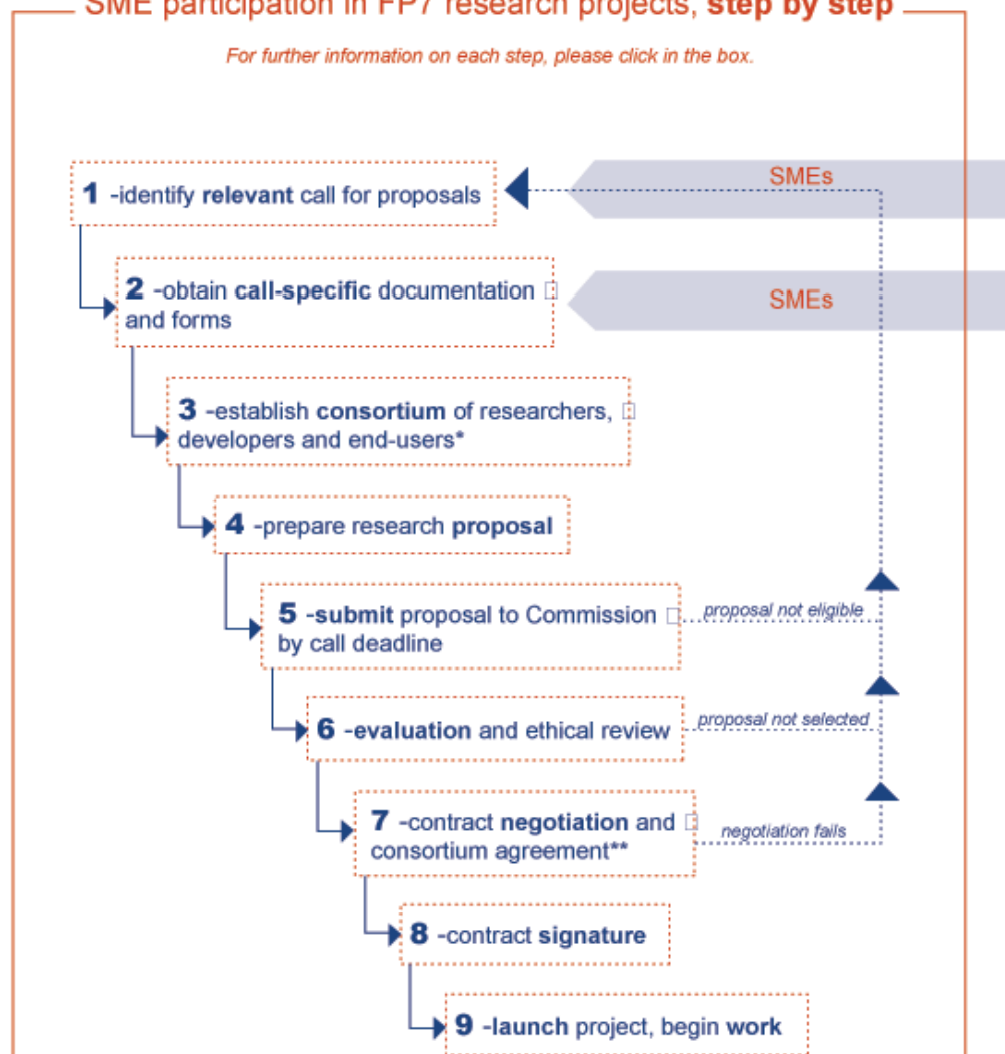 SME participation in FP7 research projects, step by step
For further information on each step, please click in the box.
1 -identify relevant call for proposals
SMEs
2 -obtain call-specific documentation
and forms
SMEs
3 -establish consortium of researchers,
developers and end-users*
4 -prepare research proposal
5 -submit proposal to Commission
by call deadline
proposal not eligible
6 -evaluation and ethical review
proposal not selected
7 -contract negotiation and
consortium agreement**
negotiation fails
8 -contract signature
9 -launch project, begin work